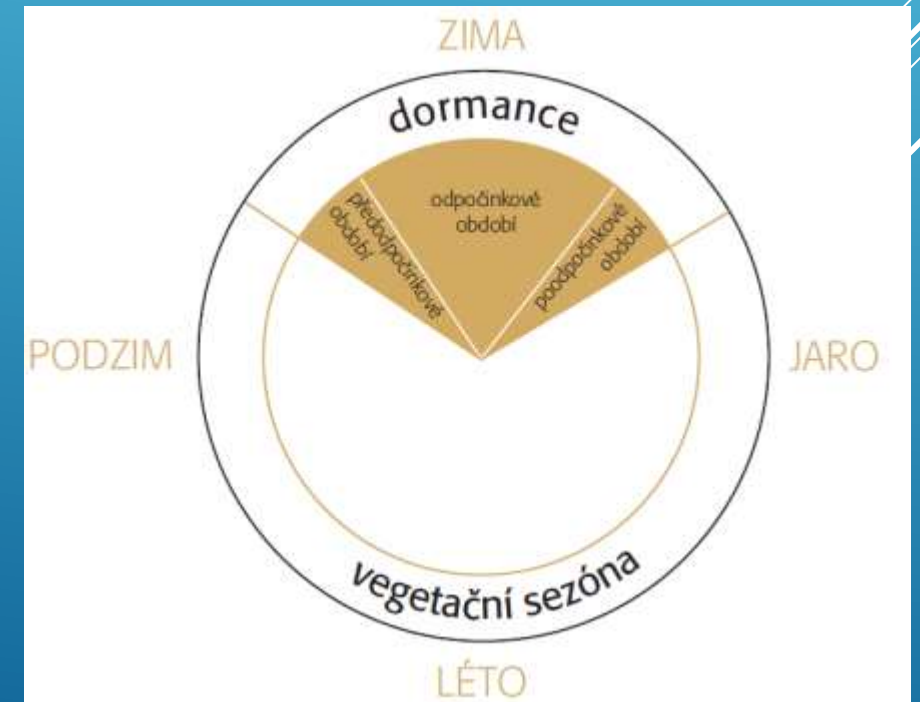 ZIMA
dormance
odpočinkové
období
předodpočinkové
období
poodpočinkové
období
PODZIM
JARO
vegetační sezóna
LÉTO